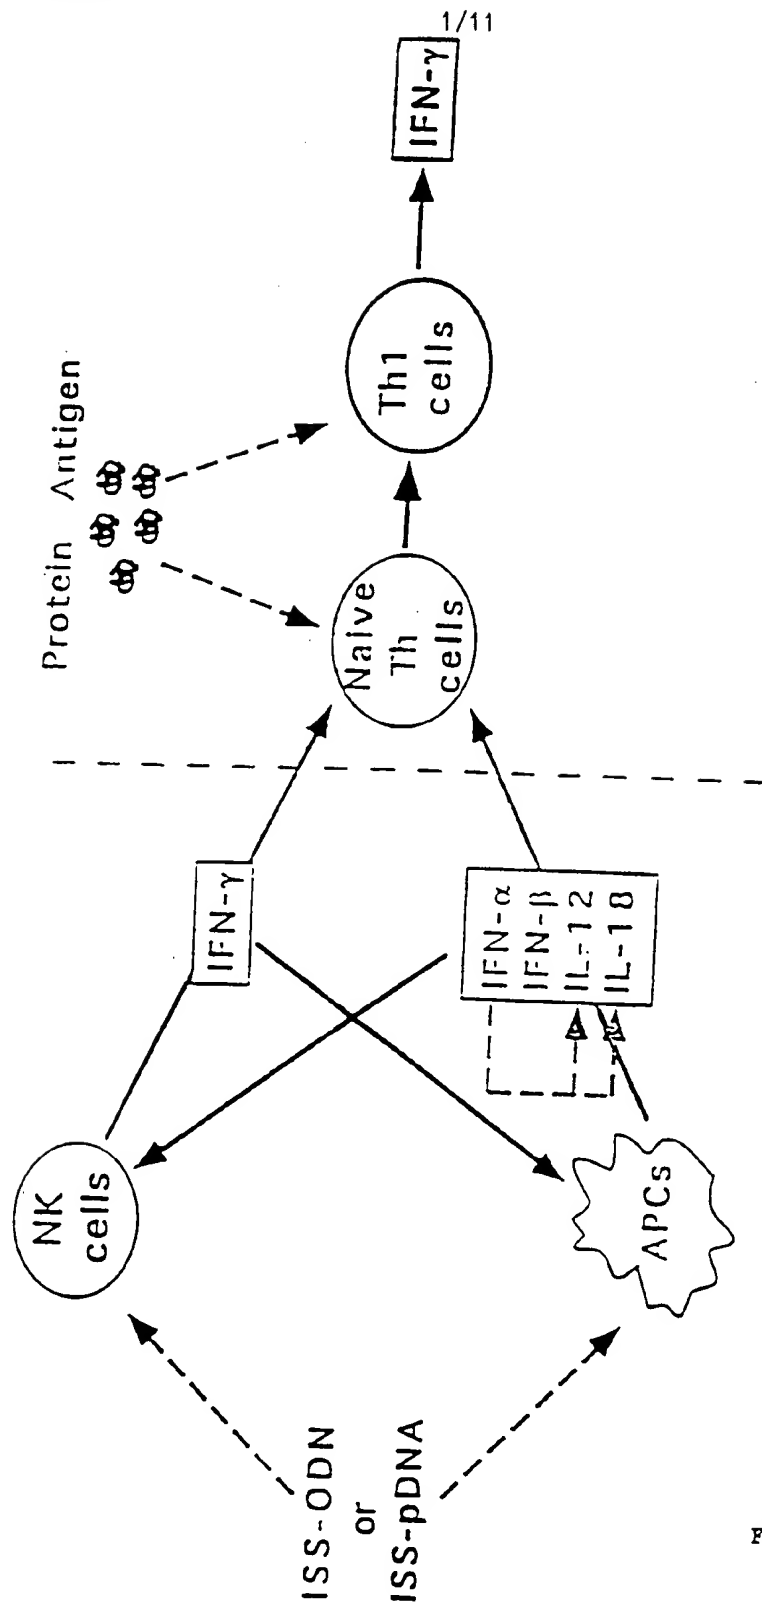 1/11
ISS-ODN
or
ISS-pDNA
NK
cells
APCs
IFN-γ
IFN-α
IFN-β
IL-12
IL-18
Naive
Th
cells
Protein Antigen
Th1
cells
IFN-γ
F